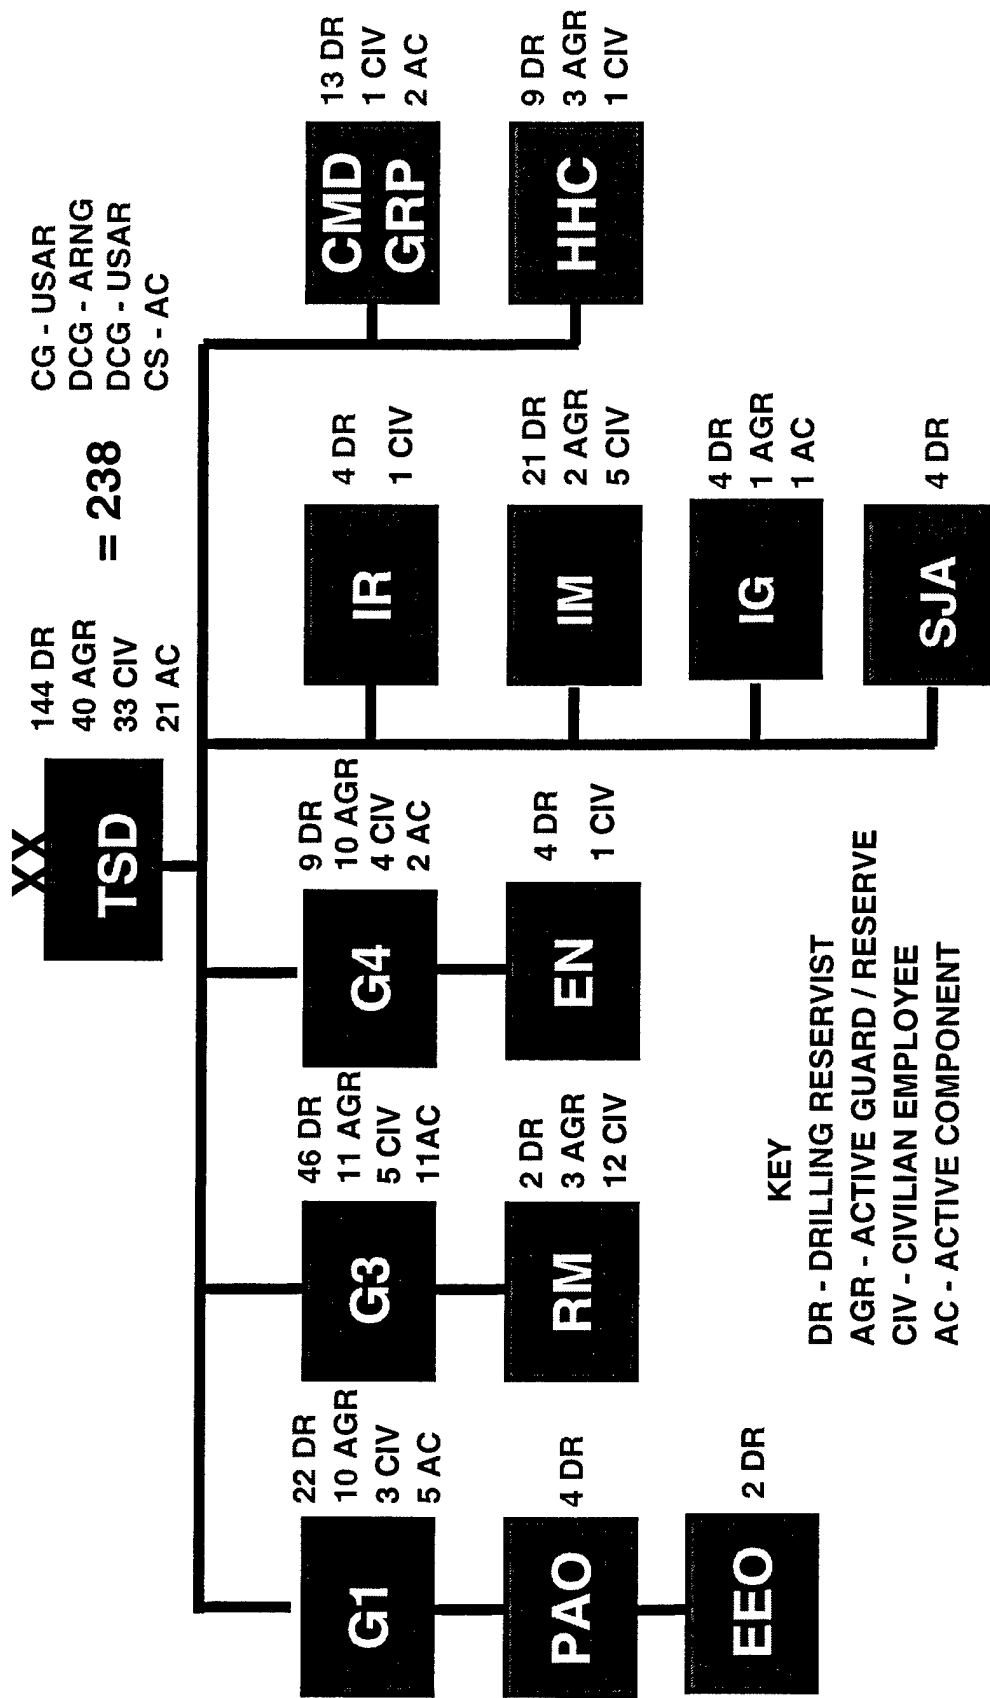 XX
TSD
144 DR
40 AGR
33 CIV
21 AC
= 238
CG - USAR
DCG - ARNG
DCG - USAR
CS - AC
G1
22 DR
10 AGR
3 CIV
5 AC
PAO
4 DR
EEO
2 DR
G3
46 DR
11 AGR
5 CIV
11AC
RM
2 DR
3 AGR
12 CIV
G4
9 DR
10 AGR
4 CIV
2 AC
EN
4 DR
1 CIV
IR
4 DR
1 CIV
IM
21 DR
2 AGR
5 CIV
IG
4 DR
1 AGR
1 AC
SJA
4 DR
CMD
GRP
13 DR
1 CIV
2 AC
HHC
9 DR
3 AGR
1 CIV
KEY
DR - DRILLING RESERVIST
AGR - ACTIVE GUARD / RESERVE
CIV - CIVILIAN EMPLOYEE
AC - ACTIVE COMPONENT